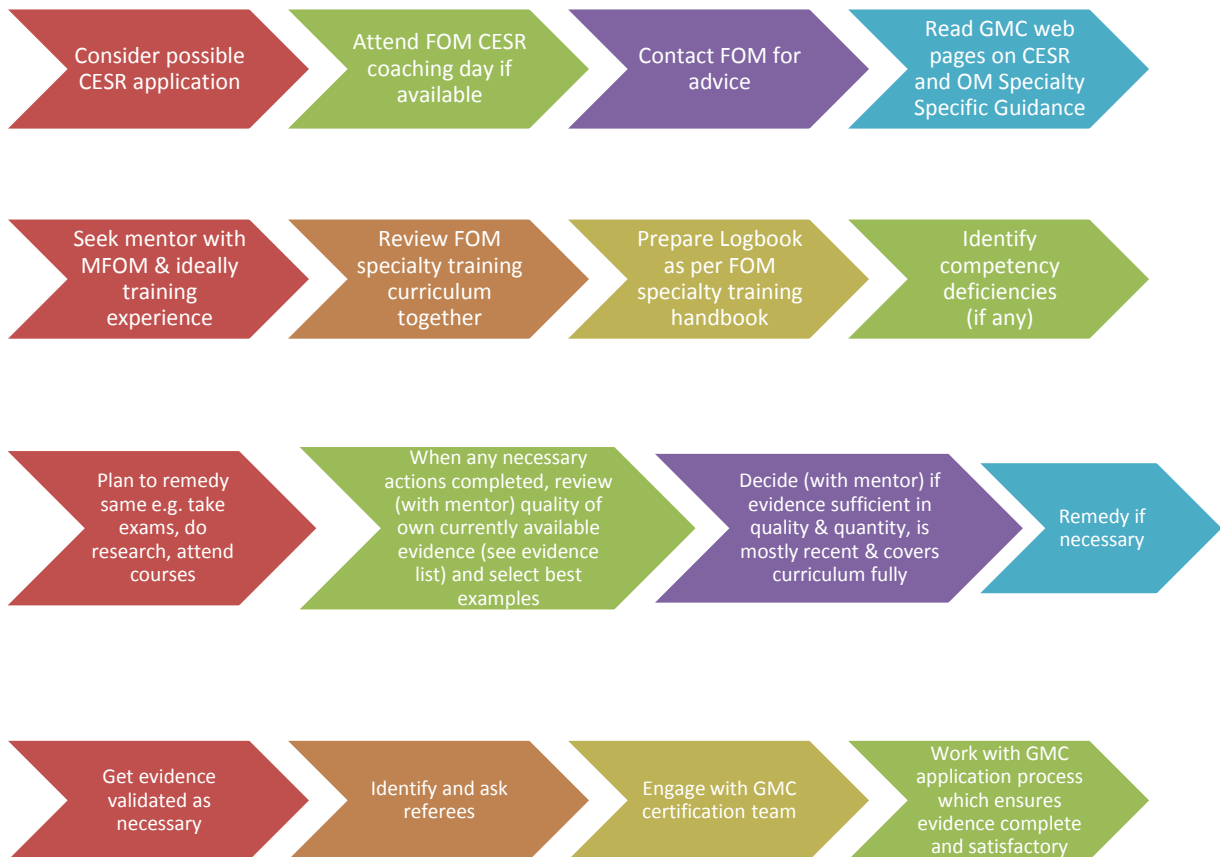 Consider possible
CESR application
Attend FOM CESR
coaching day if
available
Contact FOM for
advice
Read GMC web
pages on CESR
and OM Specialty
Specific Guidance
Seek mentor with
MFOM & ideally
training
experience
Review FOM
specialty training
curriculum
together
Prepare Logbook
as per FOM
specialty training
handbook
Identify
competency
deficiencies
(if any)
Plan to remedy
same e.g. take
exams, do
research, attend
courses
When any necessary
actions completed, review
(with mentor) quality of
own currently available
evidence (see evidence
list) and select best
examples
Decide (with mentor) if
evidence sufficient in
quality & quantity, is
mostly recent & covers
curriculum fully
Remedy if
necessary
Get evidence
validated as
necessary
Identify and ask
referees
Engage with GMC
certification team
Work with GMC
application process
which ensures
evidence complete
and satisfactory